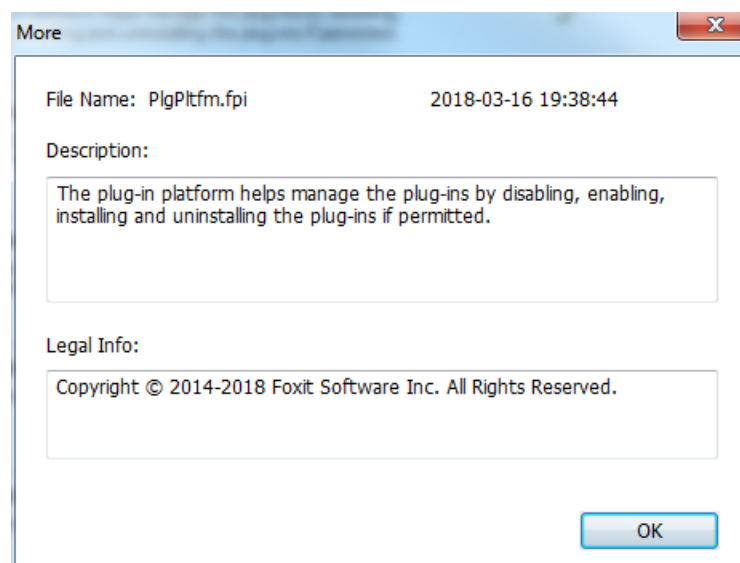 More
File Name: PlgPltfm.fpi 2018-03-16 19:38:44
Description:
The plug-in platform helps manage the plug-ins by disabling, enabling,
installing and uninstalling the plug-ins if permitted.
Legal Info:
Copyright © 2014-2018 Foxit Software Inc. All Rights Reserved.
OK